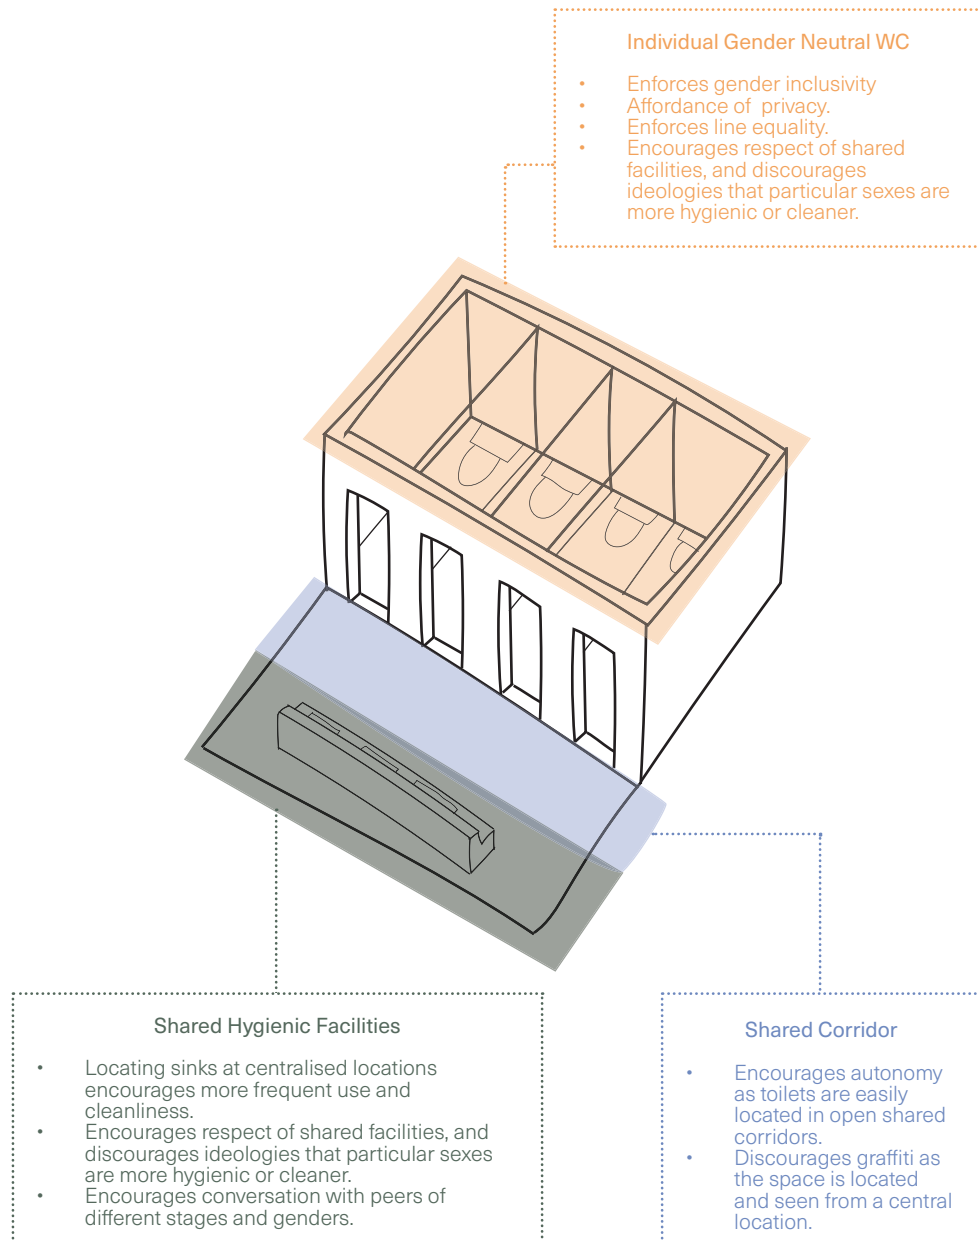 Individual Gender Neutral WC
• Enforces gender inclusivity
• Affordance of privacy.
• Enforces line equality.
• Encourages respect of shared
facilities, and discourages
ideologies that particular sexes are
more hygienic or cleaner.
Shared Hygienic Facilities
• Locating sinks at centralised locations
encourages more frequent use and
cleanliness.
• Encourages respect of shared facilities, and
discourages ideologies that particular sexes
are more hygienic or cleaner.
• Encourages conversation with peers of
different stages and genders.
Shared Corridor
• Encourages autonomy
as toilets are easily
located in open shared
corridors.
• Discourages graffiti as
the space is located
and seen from a central
location.